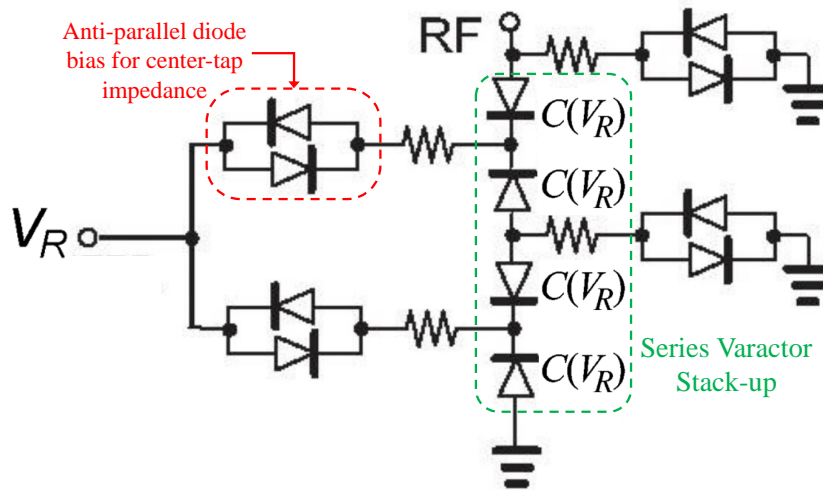 Anti-parallel diode
bias for center-tap
impedance
RF
C(V_R)
C(V_R)
V_R
C(V_R)
C(V_R)
Series Varactor
Stack-up